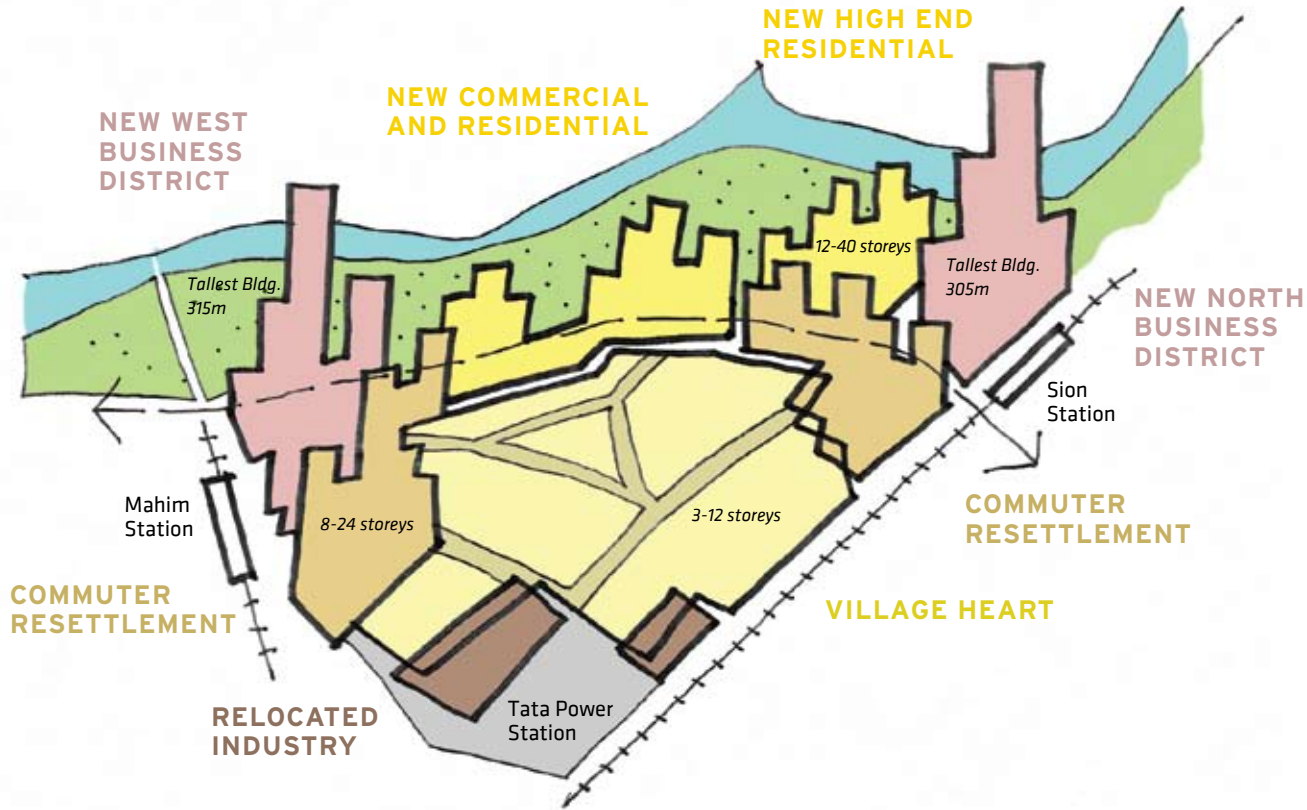 NEW HIGH END
RESIDENTIAL
NEW COMMERCIAL
AND RESIDENTIAL
NEW WEST
BUSINESS
DISTRICT
12-40 storeys
Tallest Bldg.
315m
Tallest Bldg.
305m
NEW NORTH
BUSINESS
DISTRICT
Sion
Station
Mahim
Station
8-24 storeys
3-12 storeys
COMMUTER
RESETTLEMENT
COMMUTER
RESETTLEMENT
VILLAGE HEART
RELOCATED
INDUSTRY
Tata Power
Station